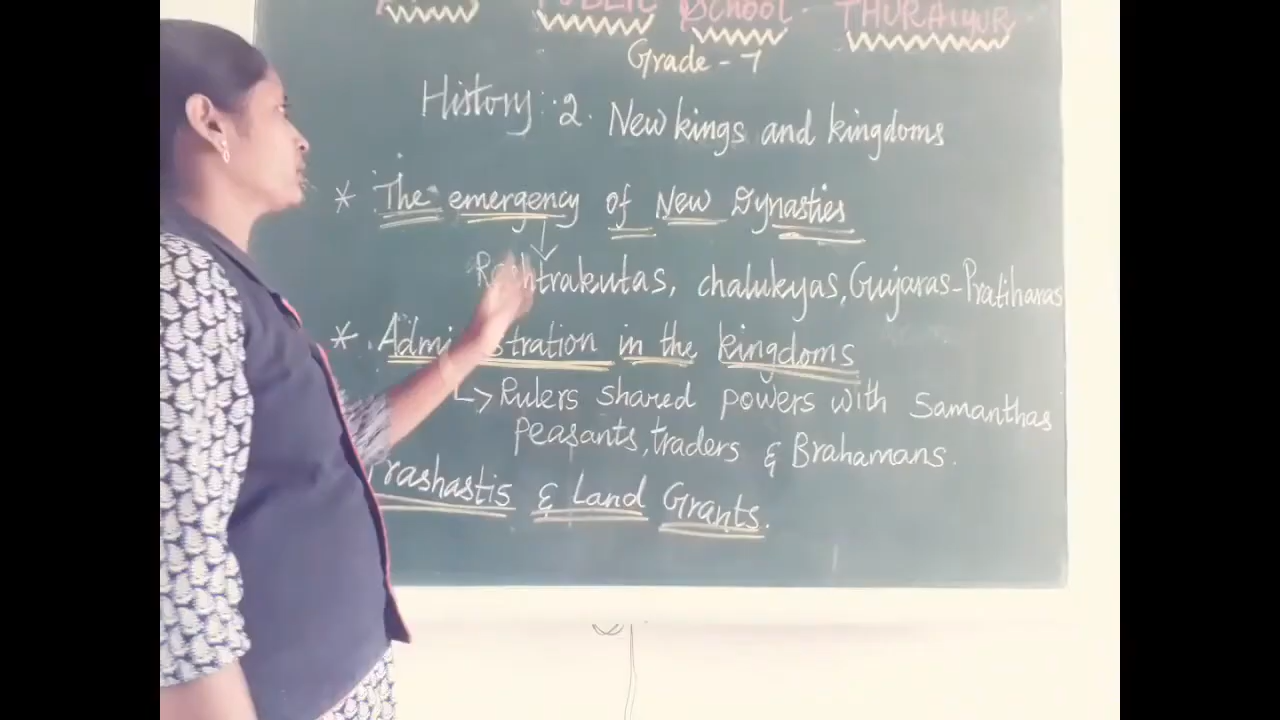 PUBLIC SCHOOL THURAIYUR
Grade - 7
History : 2. New kings and kingdoms
* The emergency of New Dynasties
Rashtrakutas, chalukyas, Gurjaras-Pratiharas
* Administration in the kingdoms
Rulers shared powers with Samanthas
Peasants, traders & Brahamans.
Prashastis & Land Grants.